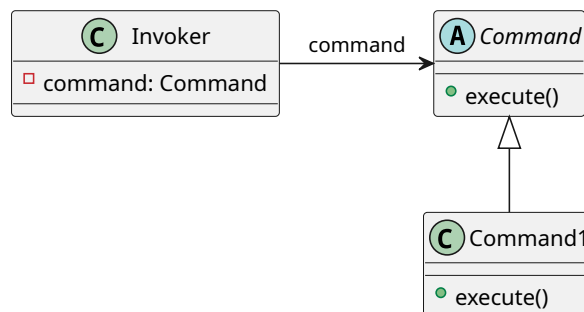 C Invoker
command: Command
command
A Command
execute()
C Command1
execute()